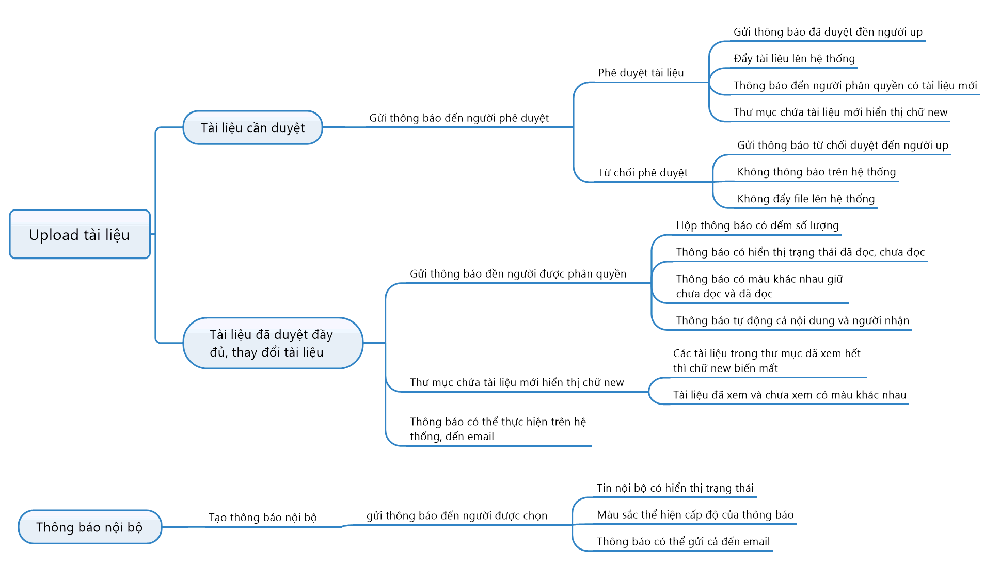 Upload tài liệu
Tài liệu cần duyệt
Gửi thông báo đến người phê duyệt
Phê duyệt tài liệu
Gửi thông báo đã duyệt đền người up
Đẩy tài liệu lên hệ thống
Thông báo đến người phân quyền có tài liệu mới
Thư mục chứa tài liệu mới hiển thị chữ new
Từ chối phê duyệt
Gửi thông báo từ chối duyệt đến người up
Không thông báo trên hệ thống
Không đẩy file lên hệ thống
Tài liệu đã duyệt đầy
đủ, thay đổi tài liệu
Gửi thông báo đền người được phân quyền
Hộp thông báo có đếm số lượng
Thông báo có hiển thị trạng thái đã đọc, chưa đọc
Thông báo có màu khác nhau giữ
chưa đọc và đã đọc
Thông báo tự động cả nội dung và người nhận
Thư mục chứa tài liệu mới hiển thị chữ new
Các tài liệu trong thư mục đã xem hết
thì chữ new biến mất
Tài liệu đã xem và chưa xem có màu khác nhau
Thông báo có thể thực hiện trên hệ
thống, đến email
Thông báo nội bộ
Tạo thông báo nội bộ
gửi thông báo đến người được chọn
Tin nội bộ có hiển thị trạng thái
Màu sắc thể hiện cấp độ của thông báo
Thông báo có thể gửi cả đến email